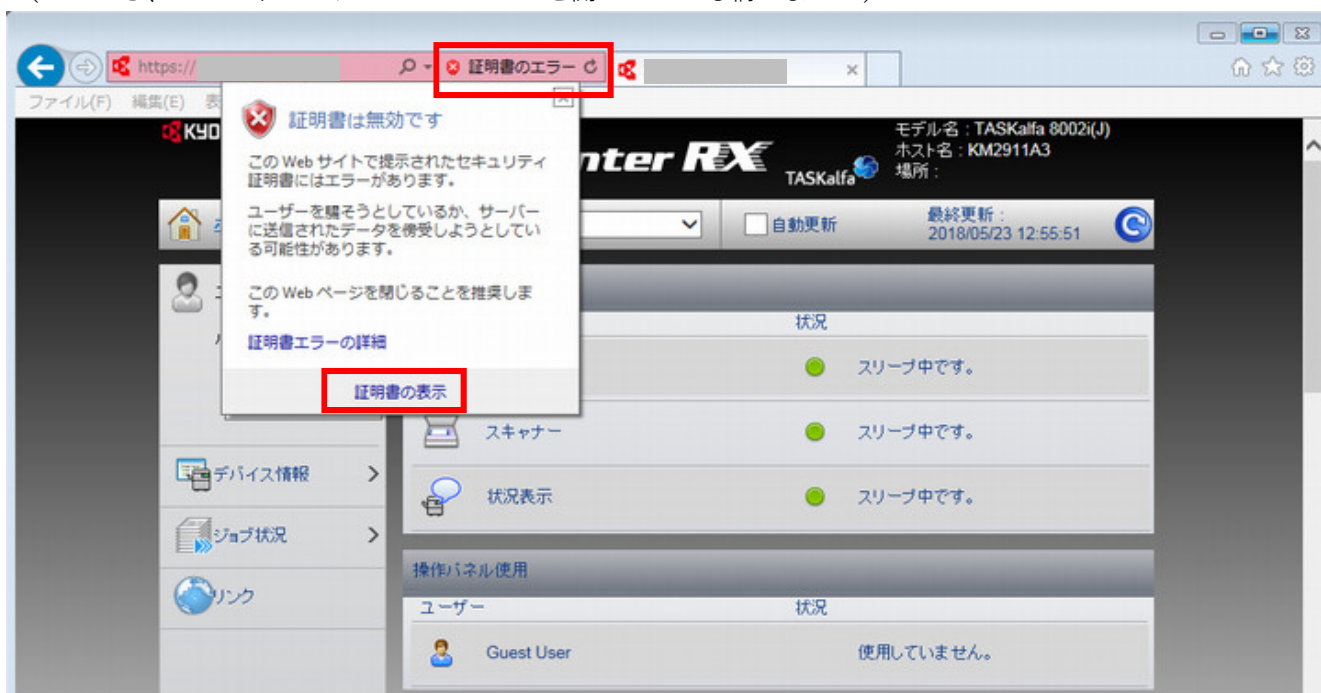 https://
証明書のエラー
ファイル(F) 編集(E) 表
証明書は無効です
この Web サイトで提示されたセキュリティ
証明書にはエラーがあります。
ユーザーを騙そうとしているか、サーバー
に送信されたデータを傍受しようとしてい
る可能性があります。
この Web ページを閉じることを推奨しま
す。
証明書エラーの詳細
証明書の表示
KYO
nter RX
TASKalfa
モデル名 : TASKalfa 8002i(J)
ホスト名 : KM2911A3
場所 :
自動更新
最終更新 :
2018/05/23 12:55:51
状況
スリープ中です。
スキャナー
スリープ中です。
状況表示
スリープ中です。
デバイス情報
ジョブ状況
リンク
操作パネル使用
ユーザー
状況
Guest User
使用していません。